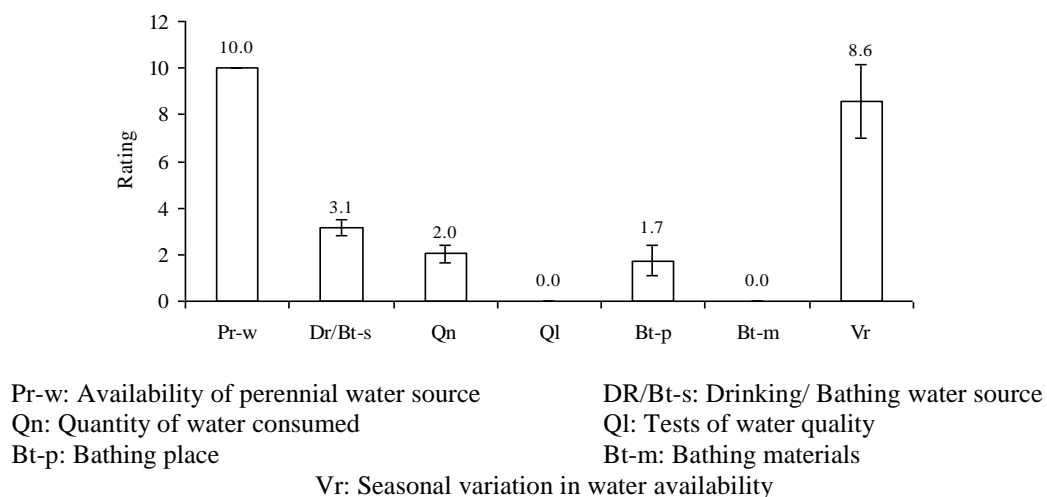 12
10
8
6
4
2
0
Rating
10.0
3.1
2.0
0.0
1.7
0.0
8.6
Pr-w Dr/Bt-s Qn Ql Bt-p Bt-m Vr
Pr-w: Availability of perennial water source DR/Bt-s: Drinking/ Bathing water source
Qn: Quantity of water consumed Ql: Tests of water quality
Bt-p: Bathing place Bt-m: Bathing materials
Vr: Seasonal variation in water availability